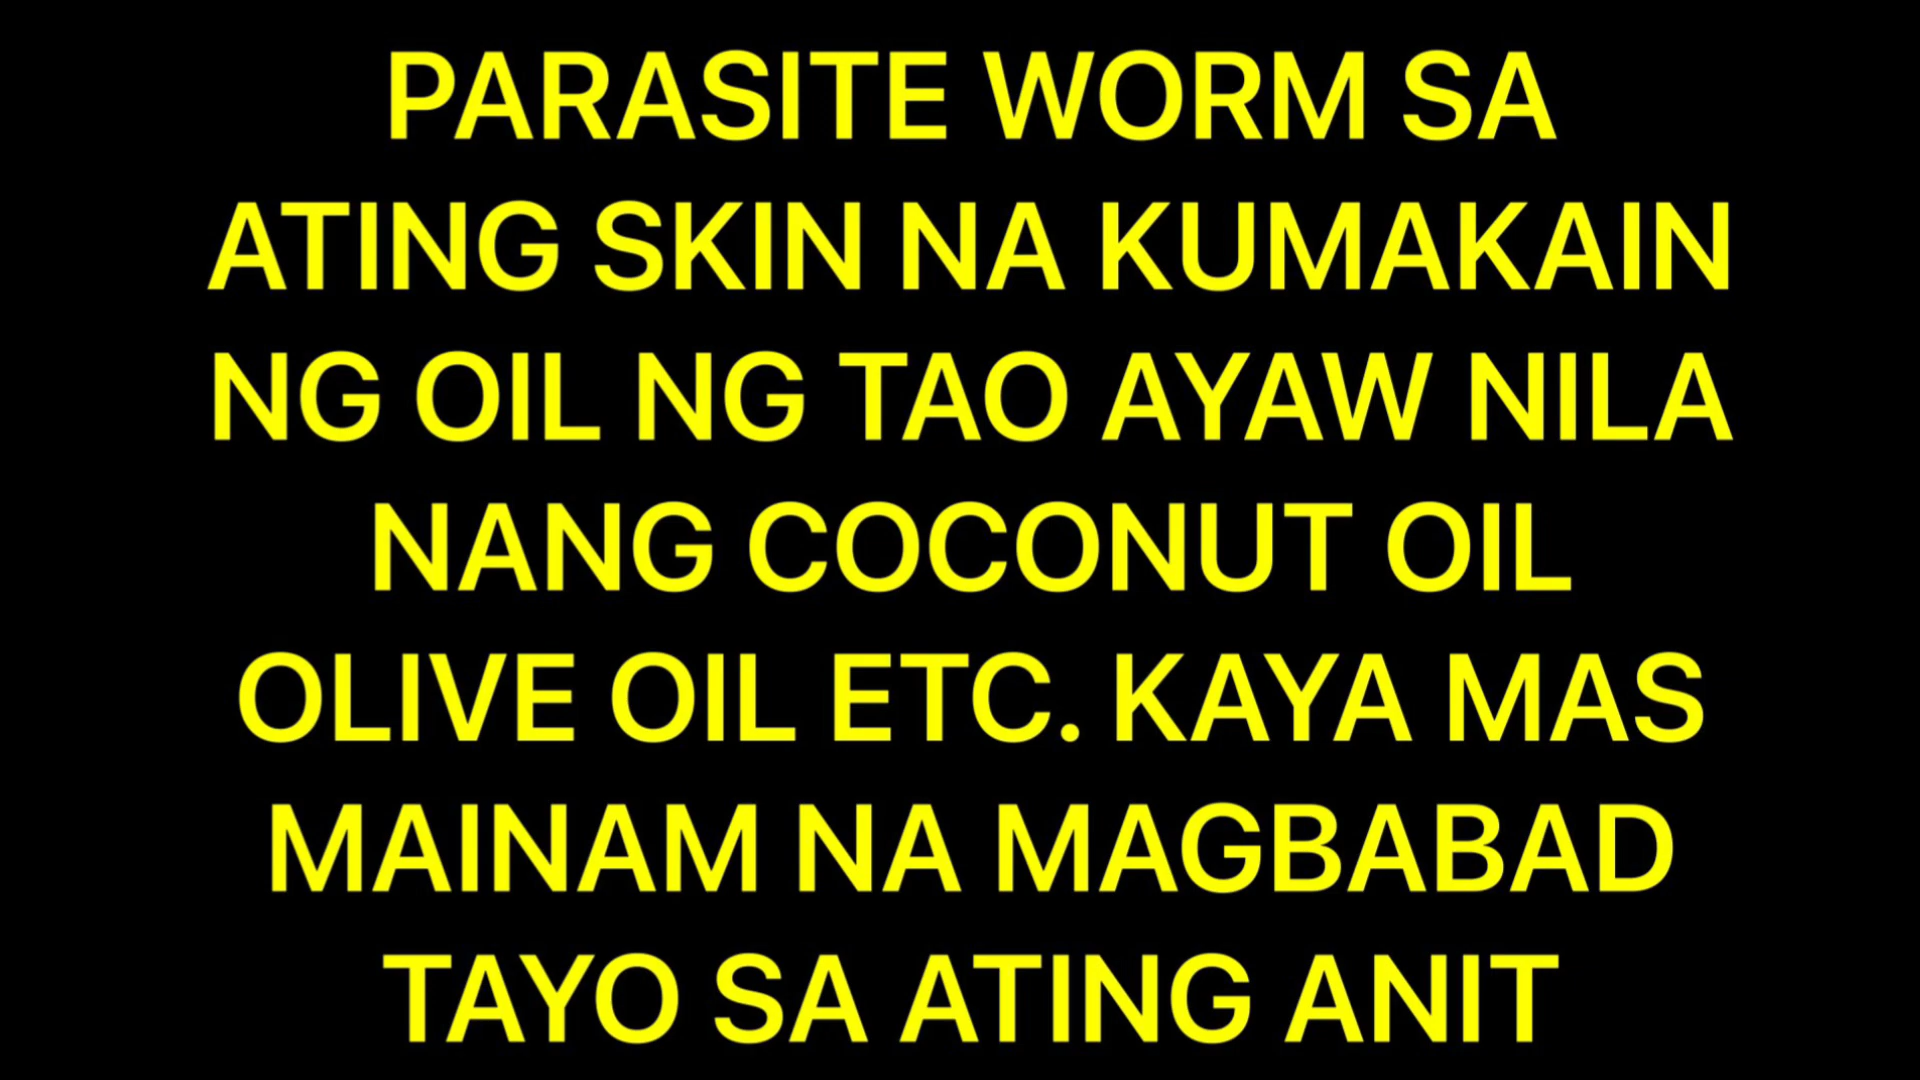 PARASITE WORM SA
ATING SKIN NA KUMAKAIN
NG OIL NG TAO AYAW NILA
NANG COCONUT OIL
OLIVE OIL ETC. KAYA MAS
MAINAM NA MAGBABAD
TAYO SA ATING ANIT